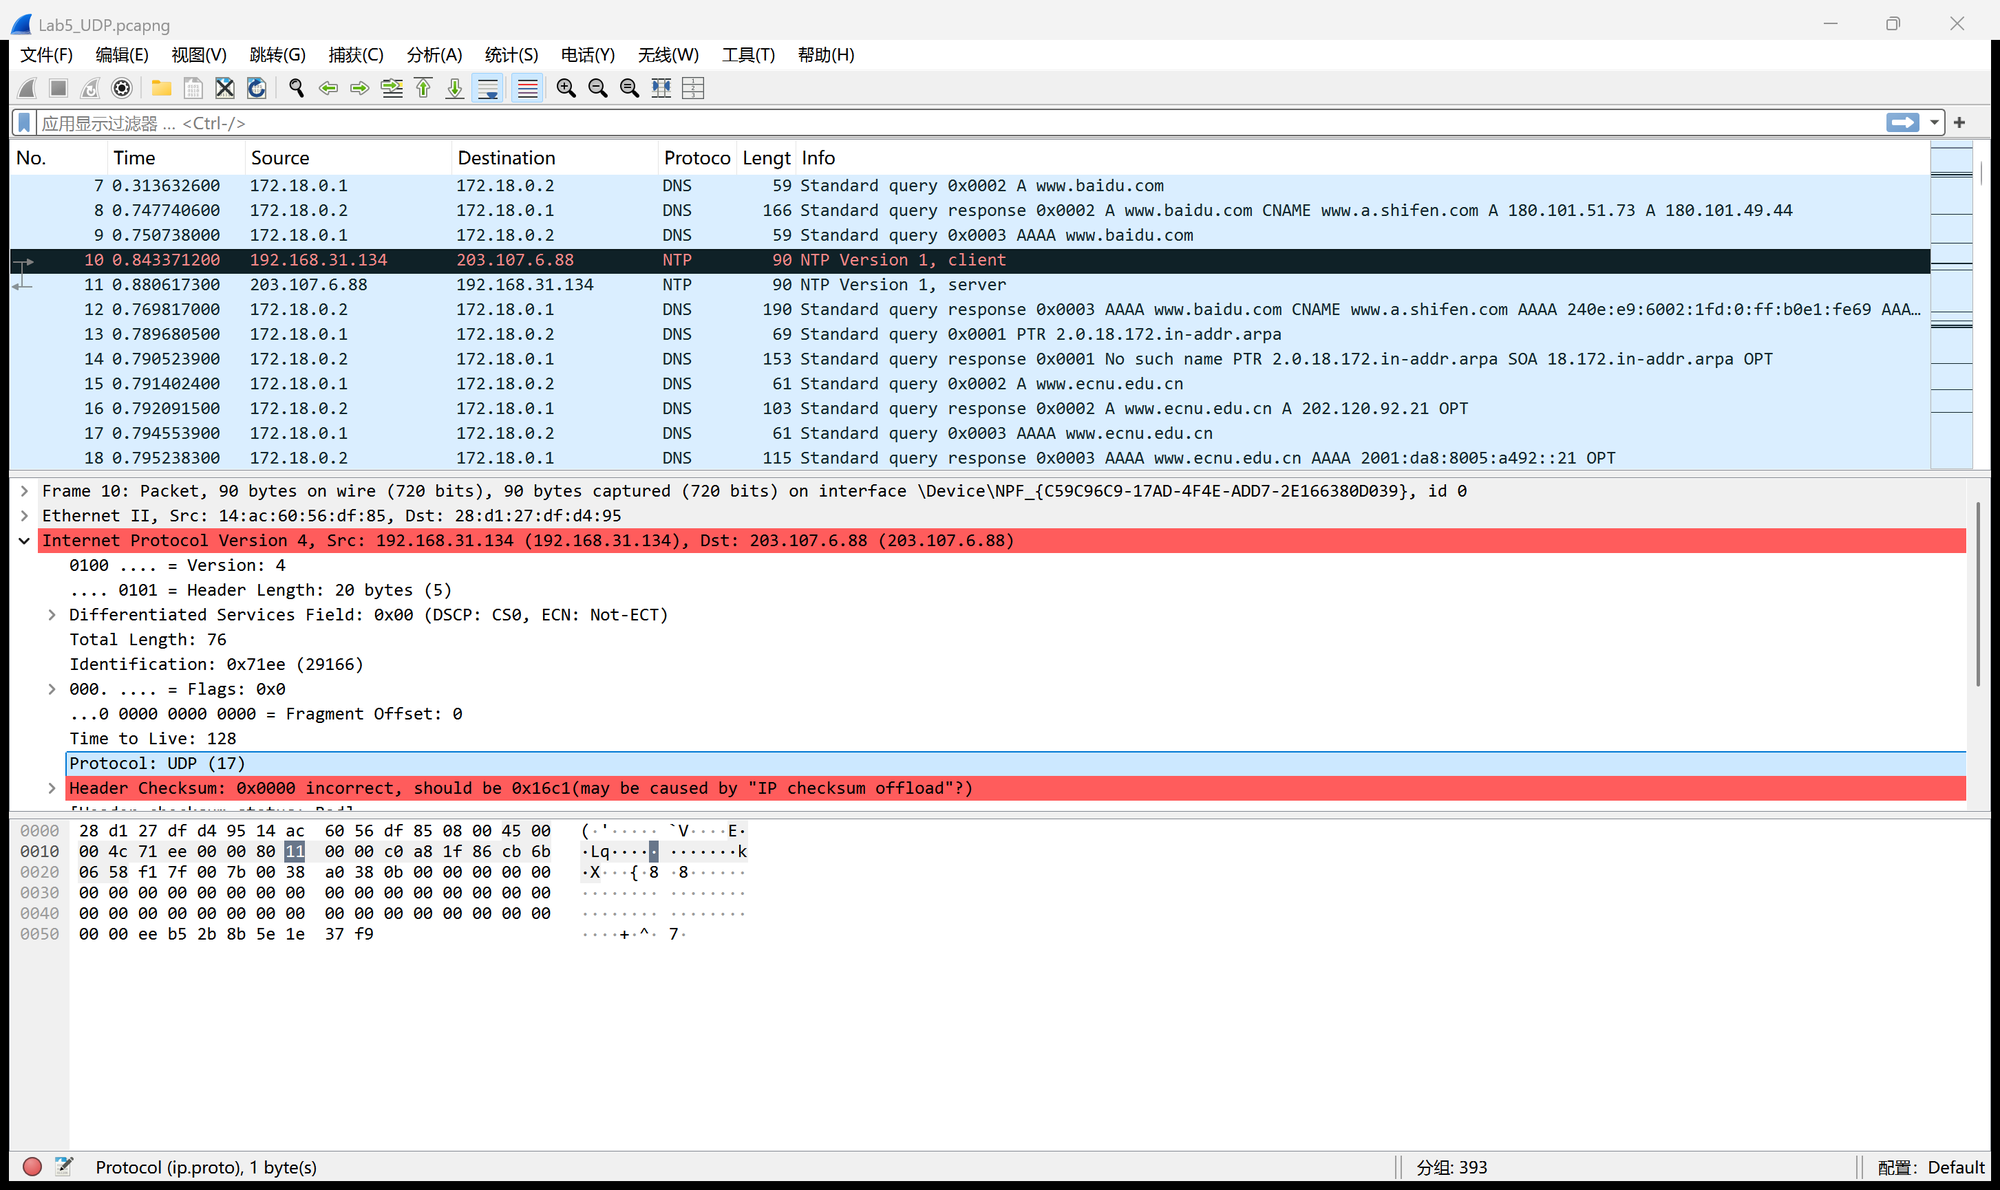 Lab5_UDP.pcapng
文件(F) 编辑(E) 视图(V) 跳转(G) 捕获(C) 分析(A) 统计(S) 电话(Y) 无线(W) 工具(T) 帮助(H)
应用显示过滤器 … <Ctrl-/>
No. Time Source Destination Protoco Lengt Info
7 0.313632600 172.18.0.1 172.18.0.2 DNS 59 Standard query 0x0002 A www.baidu.com
8 0.747740600 172.18.0.2 172.18.0.1 DNS 166 Standard query response 0x0002 A www.baidu.com CNAME www.a.shifen.com A 180.101.51.73 A 180.101.49.44
9 0.750738000 172.18.0.1 172.18.0.2 DNS 59 Standard query 0x0003 AAAA www.baidu.com
10 0.843371200 192.168.31.134 203.107.6.88 NTP 90 NTP Version 1, client
11 0.880617300 203.107.6.88 192.168.31.134 NTP 90 NTP Version 1, server
12 0.769817000 172.18.0.2 172.18.0.1 DNS 190 Standard query response 0x0003 AAAA www.baidu.com CNAME www.a.shifen.com AAAA 240e:e9:6002:1fd:0:ff:b0e1:fe69 AAA…
13 0.789680500 172.18.0.1 172.18.0.2 DNS 69 Standard query 0x0001 PTR 2.0.18.172.in-addr.arpa
14 0.790523900 172.18.0.2 172.18.0.1 DNS 153 Standard query response 0x0001 No such name PTR 2.0.18.172.in-addr.arpa SOA 18.172.in-addr.arpa OPT
15 0.791402400 172.18.0.1 172.18.0.2 DNS 61 Standard query 0x0002 A www.ecnu.edu.cn
16 0.792091500 172.18.0.2 172.18.0.1 DNS 103 Standard query response 0x0002 A www.ecnu.edu.cn A 202.120.92.21 OPT
17 0.794553900 172.18.0.1 172.18.0.2 DNS 61 Standard query 0x0003 AAAA www.ecnu.edu.cn
18 0.795238300 172.18.0.2 172.18.0.1 DNS 115 Standard query response 0x0003 AAAA www.ecnu.edu.cn AAAA 2001:da8:8005:a492::21 OPT
Frame 10: Packet, 90 bytes on wire (720 bits), 90 bytes captured (720 bits) on interface \Device\NPF_{C59C96C9-17AD-4F4E-ADD7-2E166380D039}, id 0
Ethernet II, Src: 14:ac:60:56:df:85, Dst: 28:d1:27:df:d4:95
Internet Protocol Version 4, Src: 192.168.31.134 (192.168.31.134), Dst: 203.107.6.88 (203.107.6.88)
0100 .... = Version: 4
.... 0101 = Header Length: 20 bytes (5)
Differentiated Services Field: 0x00 (DSCP: CS0, ECN: Not-ECT)
Total Length: 76
Identification: 0x71ee (29166)
000. .... = Flags: 0x0
...0 0000 0000 0000 = Fragment Offset: 0
Time to Live: 128
Protocol: UDP (17)
Header Checksum: 0x0000 incorrect, should be 0x16c1(may be caused by "IP checksum offload"?)
[Header checksum status: Bad]
0000 28 d1 27 df d4 95 14 ac 60 56 df 85 08 00 45 00 (·'····· `V····E·
0010 00 4c 71 ee 00 00 80 11 00 00 c0 a8 1f 86 cb 6b ·Lq····· ·······k
0020 06 58 f1 7f 00 7b 00 38 a0 38 0b 00 00 00 00 00 ·X···{·8 ·8······
0030 00 00 00 00 00 00 00 00 00 00 00 00 00 00 00 00 ········ ········
0040 00 00 00 00 00 00 00 00 00 00 00 00 00 00 00 00 ········ ········
0050 00 00 ee b5 2b 8b 5e 1e 37 f9 ····+·^· 7·
Protocol (ip.proto), 1 byte(s) 分组: 393 配置: Default